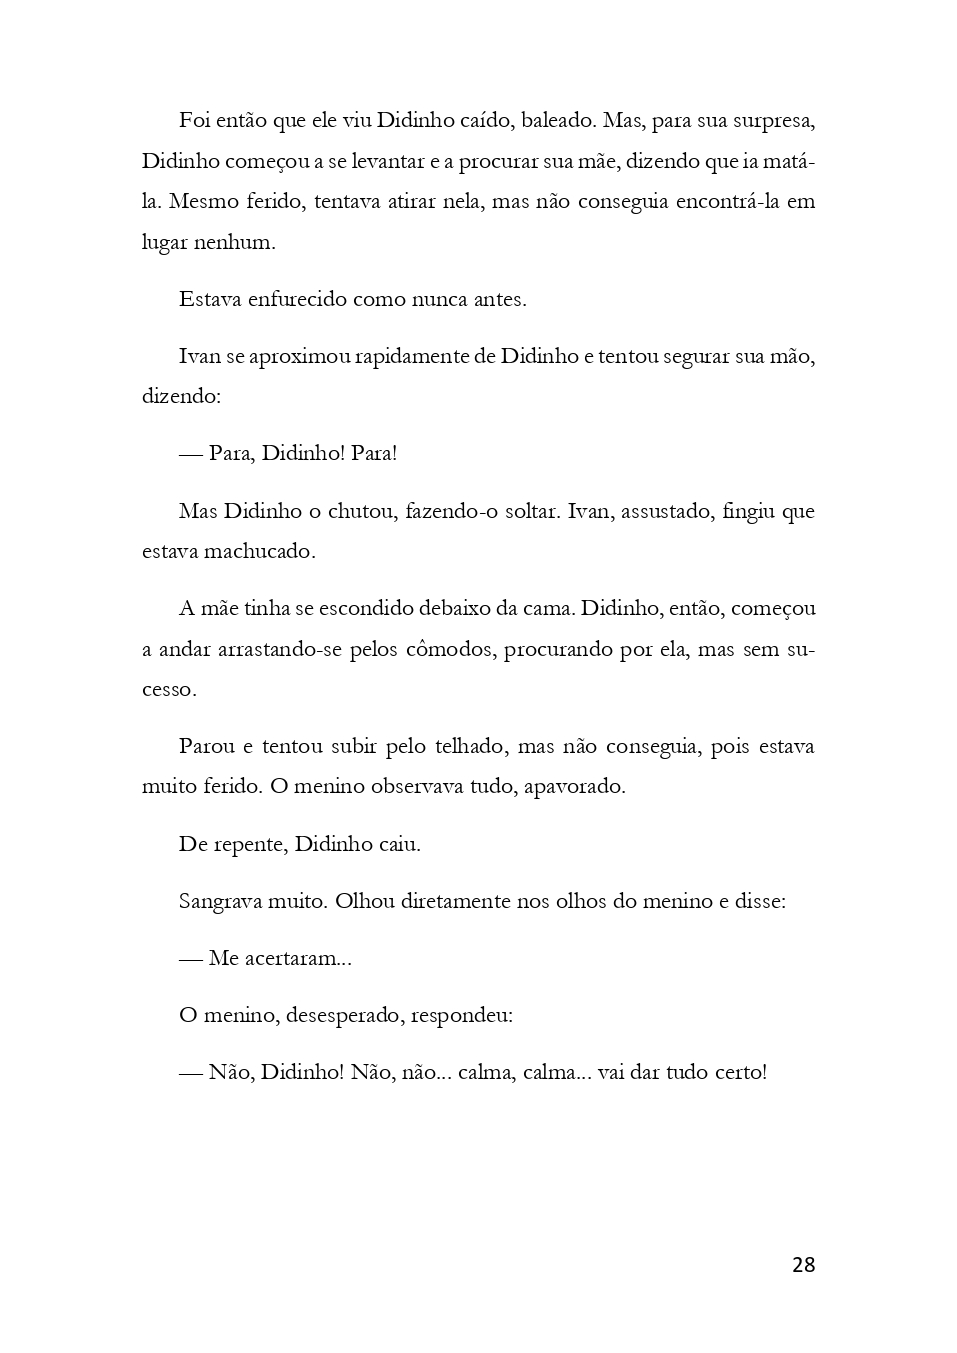 Foi então que ele viu Didinho caído, baleado. Mas, para sua surpresa,
Didinho começou a se levantar e a procurar sua mãe, dizendo que ia matá-
la. Mesmo ferido, tentava atirar nela, mas não conseguia encontrá-la em
lugar nenhum.
Estava enfurecido como nunca antes.
Ivan se aproximou rapidamente de Didinho e tentou segurar sua mão,
dizendo:
— Para, Didinho! Para!
Mas Didinho o chutou, fazendo-o soltar. Ivan, assustado, fingiu que
estava machucado.
A mãe tinha se escondido debaixo da cama. Didinho, então, começou
a andar arrastando-se pelos cômodos, procurando por ela, mas sem su-
cesso.
Parou e tentou subir pelo telhado, mas não conseguia, pois estava
muito ferido. O menino observava tudo, apavorado.
De repente, Didinho caiu.
Sangrava muito. Olhou diretamente nos olhos do menino e disse:
— Me acertaram...
O menino, desesperado, respondeu:
— Não, Didinho! Não, não... calma, calma... vai dar tudo certo!
28